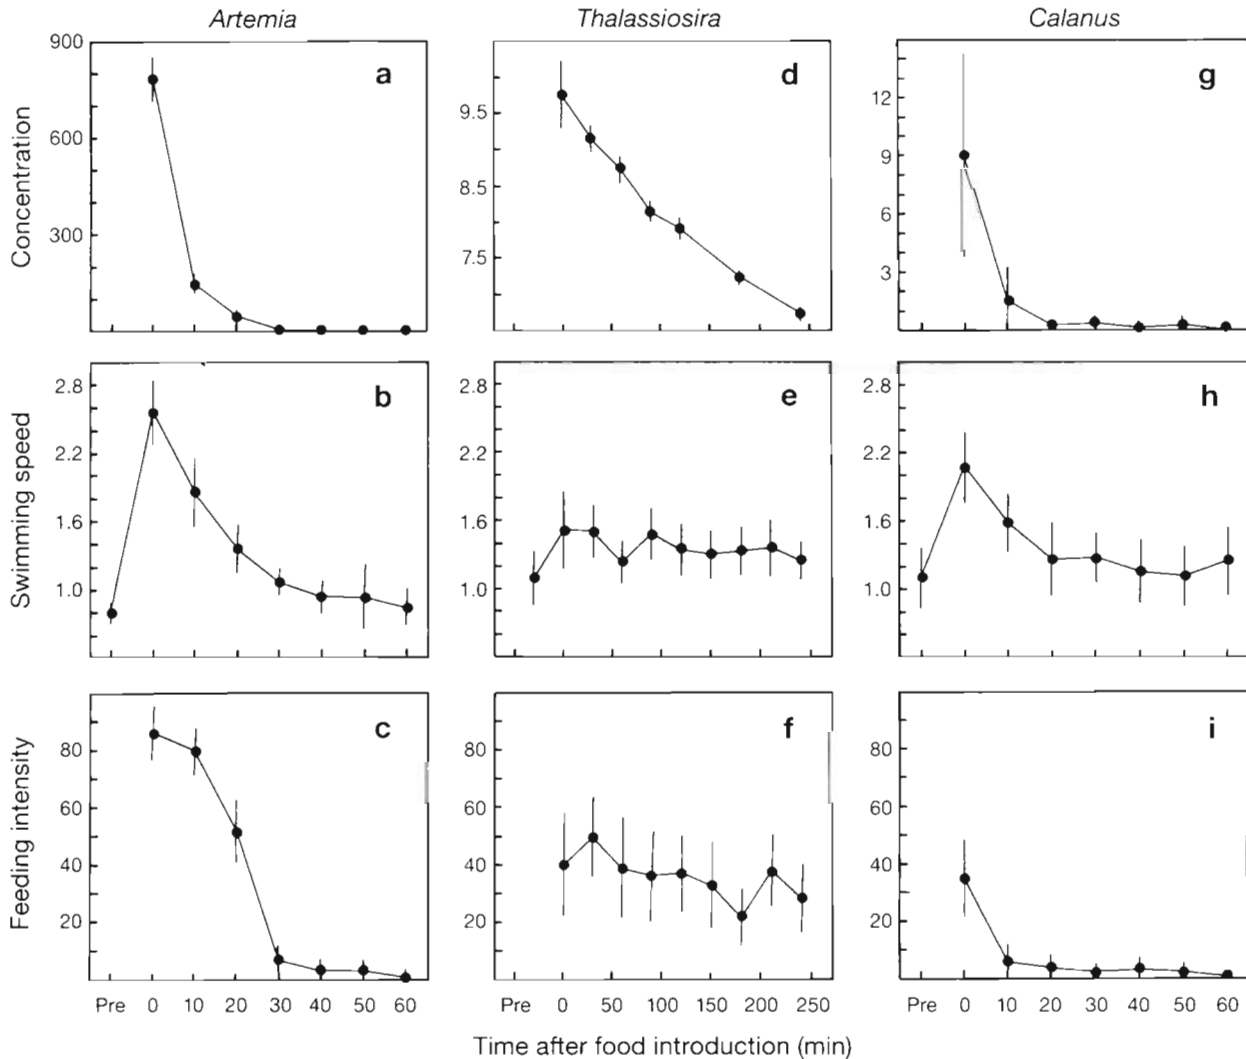 Artemia Thalassiosira Calanus
Concentration
900
600
300
a
9.5
8.5
7.5
d
12
9
6
3
g
Swimming speed
2.8
2.2
1.6
1.0
b
2.8
2.2
1.6
1.0
e
2.8
2.2
1.6
1.0
h
Feeding intensity
80
60
40
20
c
80
60
40
20
f
80
60
40
20
i
Pre 0 10 20 30 40 50 60
Pre 0 50 100 150 200 250
Pre 0 10 20 30 40 50 60
Time after food introduction (min)